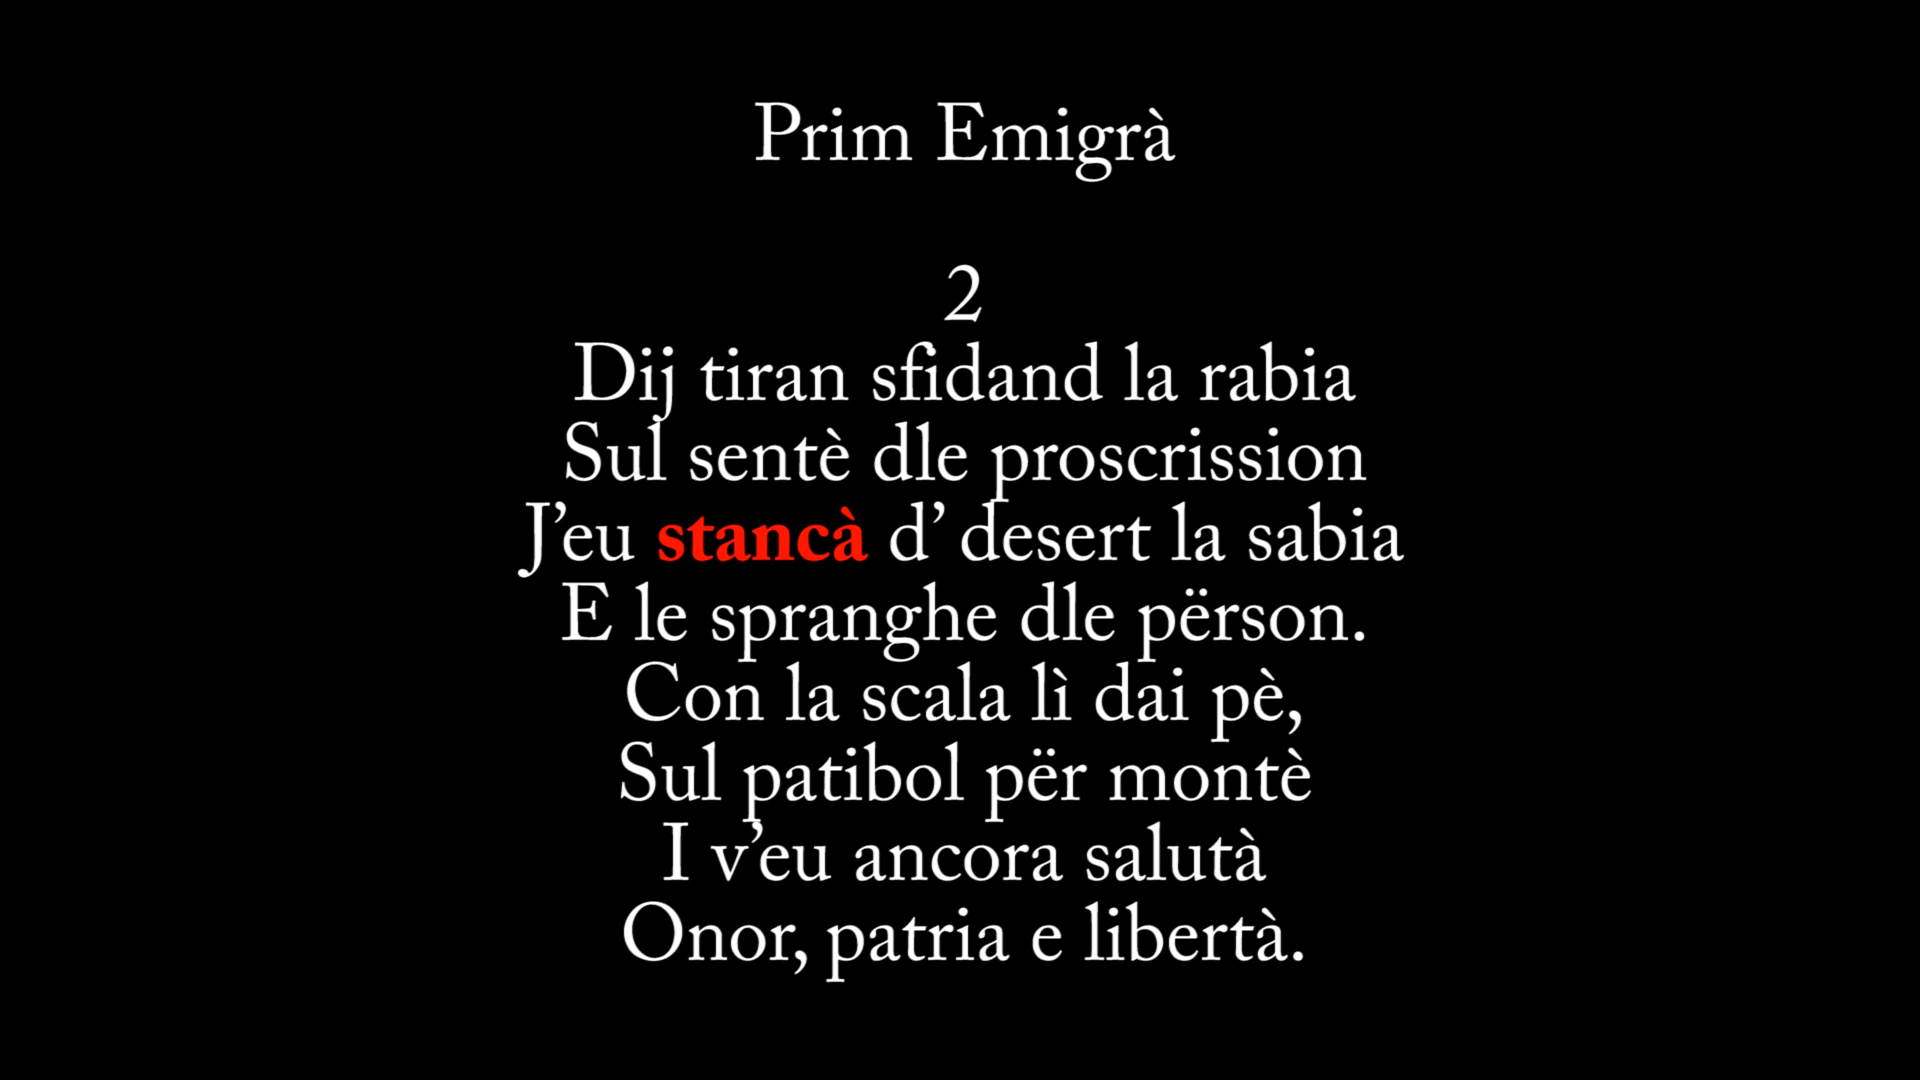 Prim Emigrà
2
Dij tiran sfidand la rabia
Sul sentè dle proscrission
J’eu stancà d’ desert la sabia
E le spranghe dle përson.
Con la scala lì dai pè,
Sul patibol për montè
I v’eu ancora salutà
Onor, patria e libertà.